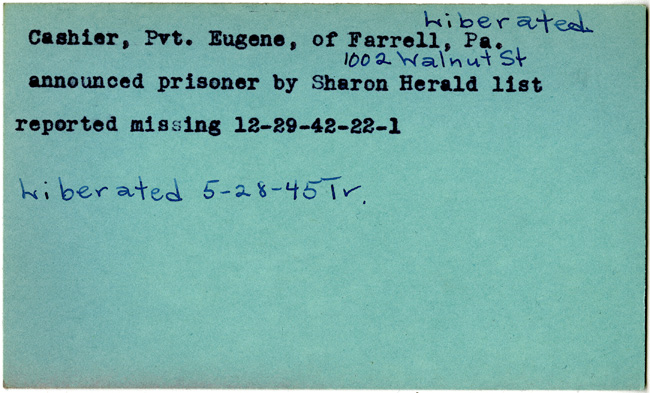 Liberated
Cashier, Pvt. Eugene, of Farrell, Pa.
1002 Walnut St
announced prisoner by Sharon Herald list
reported missing 12-29-42-22-1
Liberated 5-28-45 Tr.